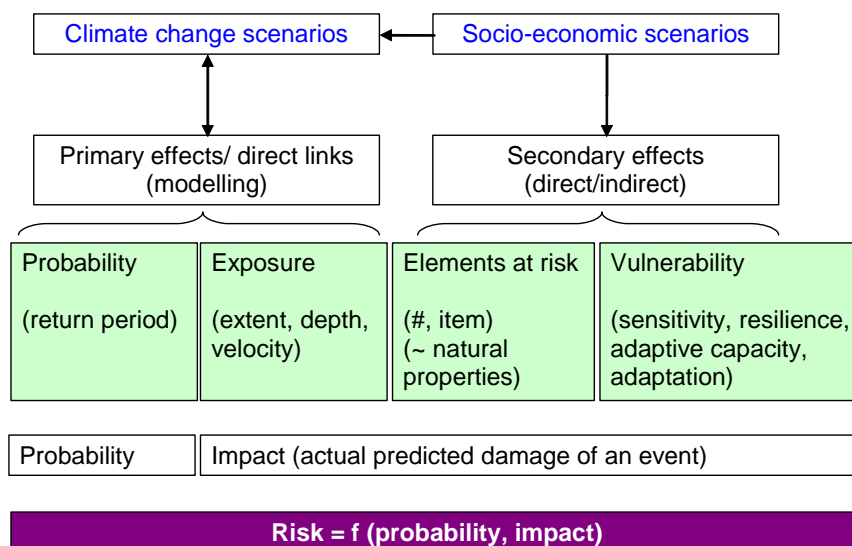 Climate change scenarios
Socio-economic scenarios
Primary effects/ direct links
(modelling)
Secondary effects
(direct/indirect)
Probability
(return period)
Exposure
(extent, depth,
velocity)
Elements at risk
(#, item)
(~ natural
properties)
Vulnerability
(sensitivity, resilience,
adaptive capacity,
adaptation)
Probability
Impact (actual predicted damage of an event)
Risk = f (probability, impact)